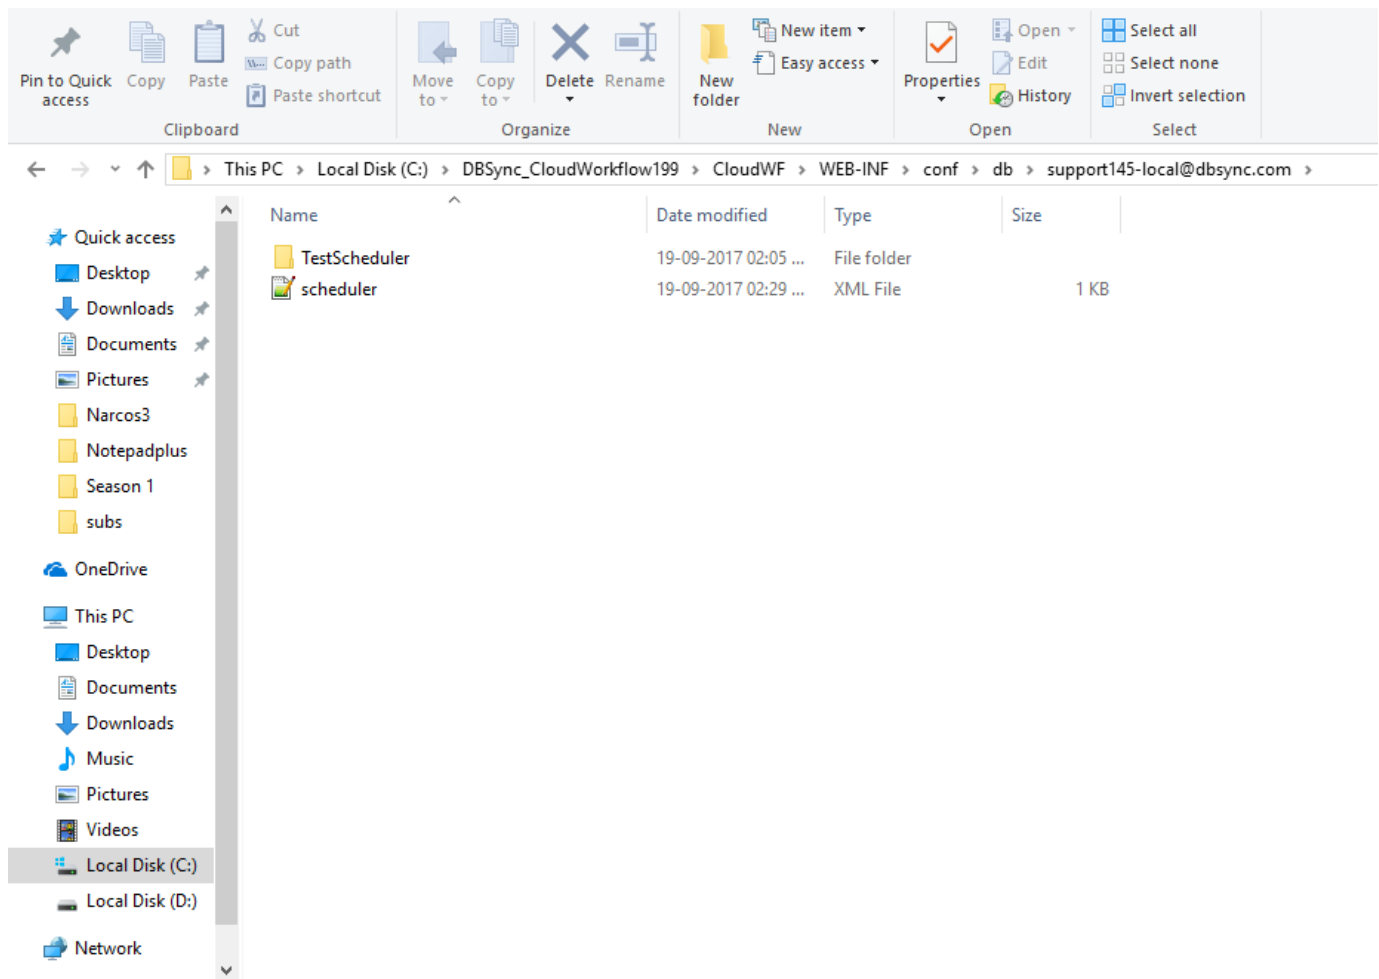 Pin to Quick access
Copy
Paste
Cut
Copy path
Paste shortcut
Clipboard
Move to
Copy to
Delete
Rename
Organize
New folder
New item
Easy access
New
Properties
Open
Edit
History
Open
Select all
Select none
Invert selection
Select
This PC > Local Disk (C:) > DBSync_CloudWorkflow199 > CloudWF > WEB-INF > conf > db > support145-local@dbsync.com >
Name Date modified Type Size
TestScheduler 19-09-2017 02:05 ... File folder
scheduler 19-09-2017 02:29 ... XML File 1 KB
Quick access
Desktop
Downloads
Documents
Pictures
Narcos3
Notepadplus
Season 1
subs
OneDrive
This PC
Desktop
Documents
Downloads
Music
Pictures
Videos
Local Disk (C:)
Local Disk (D:)
Network